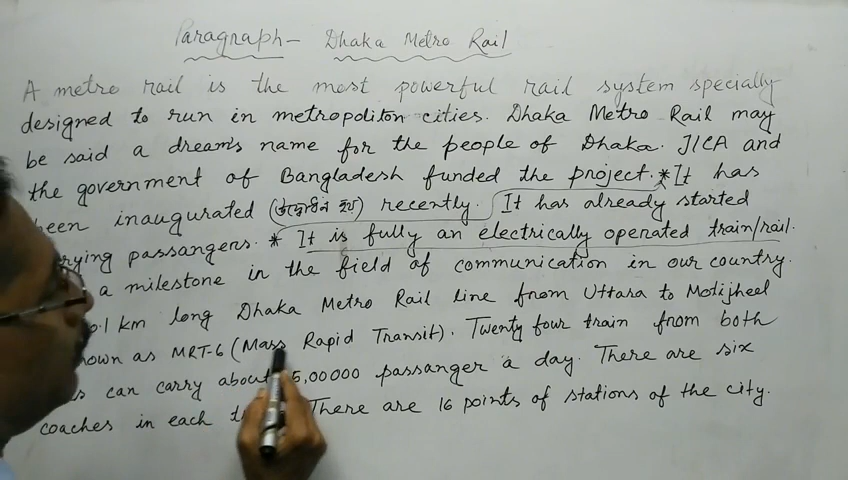 Paragraph- Dhaka Metro Rail
A metro rail is the most powerful rail system specially
designed to run in metropoliton cities. Dhaka Metro Rail may
be said a dream's name for the people of Dhaka. JICA and
the government of Bangladesh funded the project. * It has
been inaugurated (উদ্বোধন হয়) recently. It has already started
rying passangers. * It is fully an electrically operated train/rail.
a milestone in the field of communication in our country.
.1 km long Dhaka Metro Rail line from Uttara to Motijheel
nown as MRT-6 (Mass Rapid Transit). Twenty four train from both
s can carry about 5,00000 passanger a day. There are six
coaches in each t There are 16 points of stations of the city.